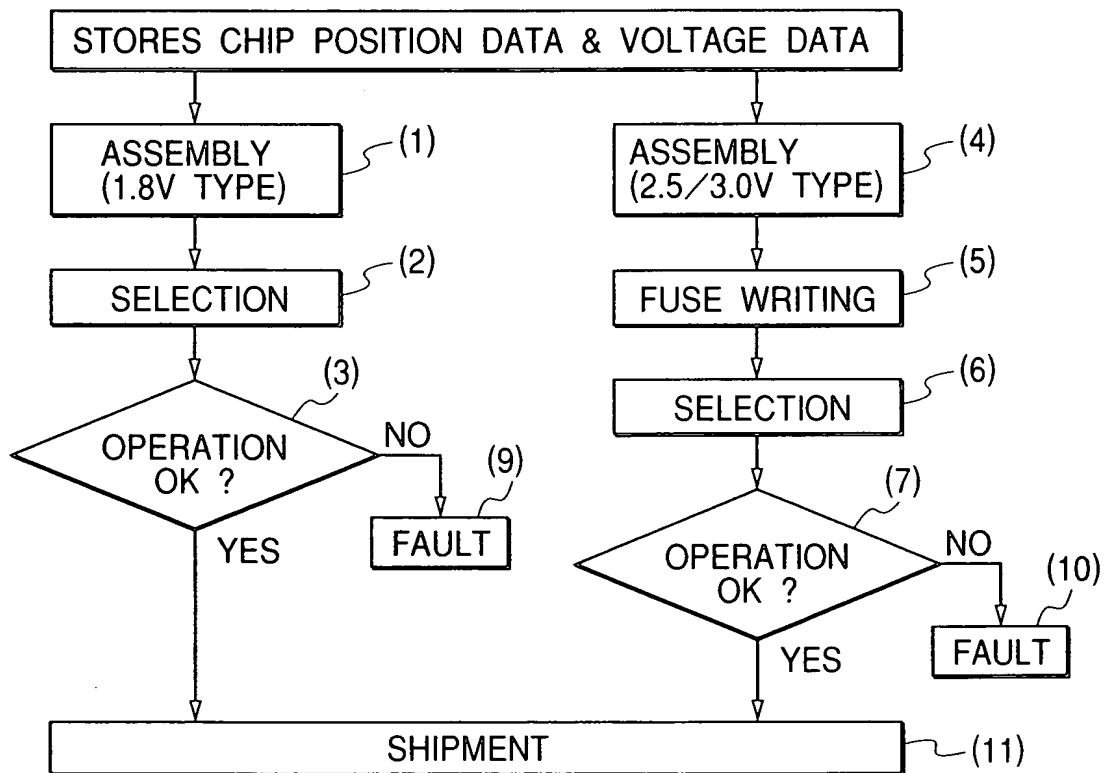 STORES CHIP POSITION DATA & VOLTAGE DATA
ASSEMBLY
(1.8V TYPE)
(1)
SELECTION
(2)
OPERATION
OK ?
(3)
NO
YES
FAULT
(9)
ASSEMBLY
(2.5/3.0V TYPE)
(4)
FUSE WRITING
(5)
SELECTION
(6)
OPERATION
OK ?
(7)
NO
YES
FAULT
(10)
SHIPMENT
(11)